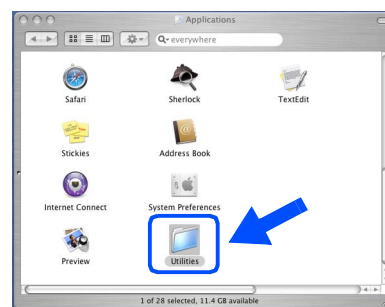 Applications
everywhere
Safari
Sherlock
TextEdit
Stickies
Address Book
Internet Connect
System Preferences
Preview
Utilities
1 of 28 selected, 11.4 GB available